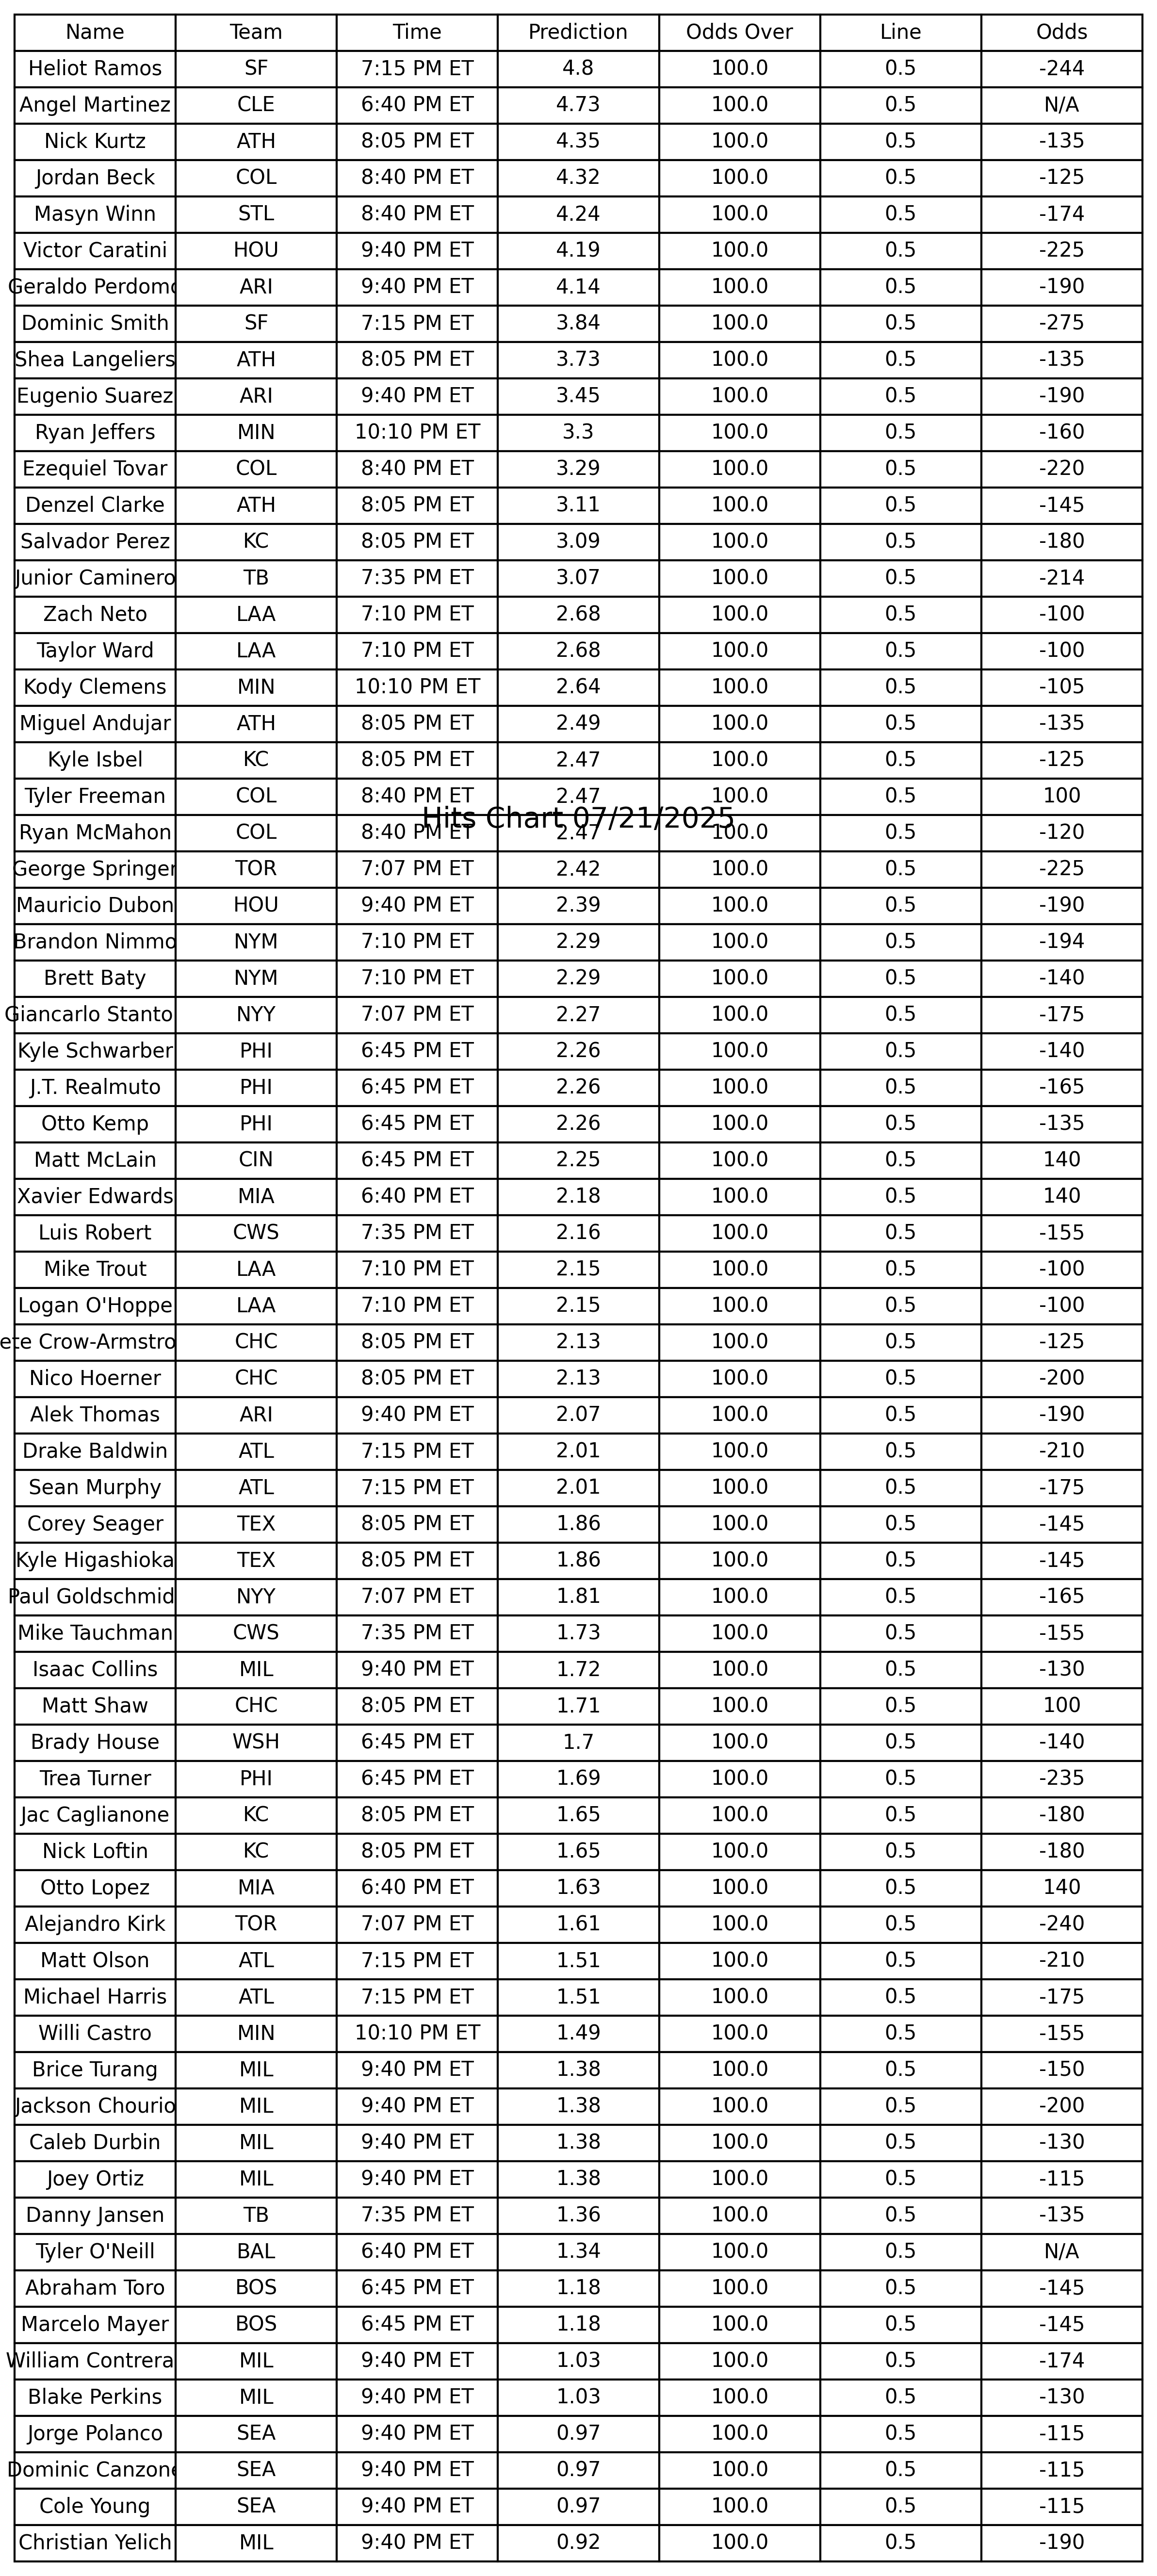 Name Team Time Prediction Odds Over Line Odds
Heliot Ramos SF 7:15 PM ET 4.8 100.0 0.5 -244
Angel Martinez CLE 6:40 PM ET 4.73 100.0 0.5 N/A
Nick Kurtz ATH 8:05 PM ET 4.35 100.0 0.5 -135
Jordan Beck COL 8:40 PM ET 4.32 100.0 0.5 -125
Masyn Winn STL 8:40 PM ET 4.24 100.0 0.5 -174
Victor Caratini HOU 9:40 PM ET 4.19 100.0 0.5 -225
Geraldo Perdomo ARI 9:40 PM ET 4.14 100.0 0.5 -190
Dominic Smith SF 7:15 PM ET 3.84 100.0 0.5 -275
Shea Langeliers ATH 8:05 PM ET 3.73 100.0 0.5 -135
Eugenio Suarez ARI 9:40 PM ET 3.45 100.0 0.5 -190
Ryan Jeffers MIN 10:10 PM ET 3.3 100.0 0.5 -160
Ezequiel Tovar COL 8:40 PM ET 3.29 100.0 0.5 -220
Denzel Clarke ATH 8:05 PM ET 3.11 100.0 0.5 -145
Salvador Perez KC 8:05 PM ET 3.09 100.0 0.5 -180
Junior Caminero TB 7:35 PM ET 3.07 100.0 0.5 -214
Zach Neto LAA 7:10 PM ET 2.68 100.0 0.5 -100
Taylor Ward LAA 7:10 PM ET 2.68 100.0 0.5 -100
Kody Clemens MIN 10:10 PM ET 2.64 100.0 0.5 -105
Miguel Andujar ATH 8:05 PM ET 2.49 100.0 0.5 -135
Kyle Isbel KC 8:05 PM ET 2.47 100.0 0.5 -125
Tyler Freeman COL 8:40 PM ET 2.47 100.0 0.5 100
Hits Chart 07/21/2025
Ryan McMahon COL 8:40 PM ET 2.47 100.0 0.5 -120
George Springer TOR 7:07 PM ET 2.42 100.0 0.5 -225
Mauricio Dubon HOU 9:40 PM ET 2.39 100.0 0.5 -190
Brandon Nimmo NYM 7:10 PM ET 2.29 100.0 0.5 -194
Brett Baty NYM 7:10 PM ET 2.29 100.0 0.5 -140
Giancarlo Stanto NYY 7:07 PM ET 2.27 100.0 0.5 -175
Kyle Schwarber PHI 6:45 PM ET 2.26 100.0 0.5 -140
J.T. Realmuto PHI 6:45 PM ET 2.26 100.0 0.5 -165
Otto Kemp PHI 6:45 PM ET 2.26 100.0 0.5 -135
Matt McLain CIN 6:45 PM ET 2.25 100.0 0.5 140
Xavier Edwards MIA 6:40 PM ET 2.18 100.0 0.5 140
Luis Robert CWS 7:35 PM ET 2.16 100.0 0.5 -155
Mike Trout LAA 7:10 PM ET 2.15 100.0 0.5 -100
Logan O'Hoppe LAA 7:10 PM ET 2.15 100.0 0.5 -100
ete Crow-Armstro CHC 8:05 PM ET 2.13 100.0 0.5 -125
Nico Hoerner CHC 8:05 PM ET 2.13 100.0 0.5 -200
Alek Thomas ARI 9:40 PM ET 2.07 100.0 0.5 -190
Drake Baldwin ATL 7:15 PM ET 2.01 100.0 0.5 -210
Sean Murphy ATL 7:15 PM ET 2.01 100.0 0.5 -175
Corey Seager TEX 8:05 PM ET 1.86 100.0 0.5 -145
Kyle Higashioka TEX 8:05 PM ET 1.86 100.0 0.5 -145
Paul Goldschmid NYY 7:07 PM ET 1.81 100.0 0.5 -165
Mike Tauchman CWS 7:35 PM ET 1.73 100.0 0.5 -155
Isaac Collins MIL 9:40 PM ET 1.72 100.0 0.5 -130
Matt Shaw CHC 8:05 PM ET 1.71 100.0 0.5 100
Brady House WSH 6:45 PM ET 1.7 100.0 0.5 -140
Trea Turner PHI 6:45 PM ET 1.69 100.0 0.5 -235
Jac Caglianone KC 8:05 PM ET 1.65 100.0 0.5 -180
Nick Loftin KC 8:05 PM ET 1.65 100.0 0.5 -180
Otto Lopez MIA 6:40 PM ET 1.63 100.0 0.5 140
Alejandro Kirk TOR 7:07 PM ET 1.61 100.0 0.5 -240
Matt Olson ATL 7:15 PM ET 1.51 100.0 0.5 -210
Michael Harris ATL 7:15 PM ET 1.51 100.0 0.5 -175
Willi Castro MIN 10:10 PM ET 1.49 100.0 0.5 -155
Brice Turang MIL 9:40 PM ET 1.38 100.0 0.5 -150
Jackson Chourio MIL 9:40 PM ET 1.38 100.0 0.5 -200
Caleb Durbin MIL 9:40 PM ET 1.38 100.0 0.5 -130
Joey Ortiz MIL 9:40 PM ET 1.38 100.0 0.5 -115
Danny Jansen TB 7:35 PM ET 1.36 100.0 0.5 -135
Tyler O'Neill BAL 6:40 PM ET 1.34 100.0 0.5 N/A
Abraham Toro BOS 6:45 PM ET 1.18 100.0 0.5 -145
Marcelo Mayer BOS 6:45 PM ET 1.18 100.0 0.5 -145
William Contrera MIL 9:40 PM ET 1.03 100.0 0.5 -174
Blake Perkins MIL 9:40 PM ET 1.03 100.0 0.5 -130
Jorge Polanco SEA 9:40 PM ET 0.97 100.0 0.5 -115
Dominic Canzone SEA 9:40 PM ET 0.97 100.0 0.5 -115
Cole Young SEA 9:40 PM ET 0.97 100.0 0.5 -115
Christian Yelich MIL 9:40 PM ET 0.92 100.0 0.5 -190